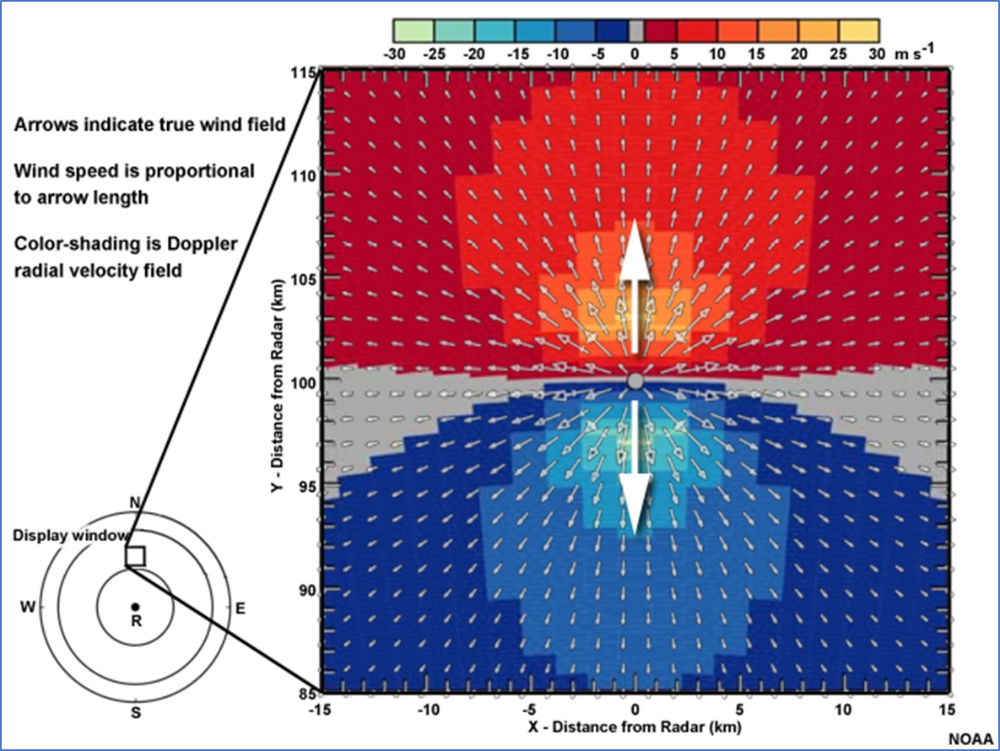 -30 -25 -20 -15 -10 -5 0 5 10 15 20 25 30 m s-1
Arrows indicate true wind field
Wind speed is proportional
to arrow length
Color-shading is Doppler
radial velocity field
115
110
105
100
95
90
85
Y - Distance from Radar (km)
N
Display window
W
E
R
S
-15 -10 -5 0 5 10 15
X - Distance from Radar (km)
NOAA